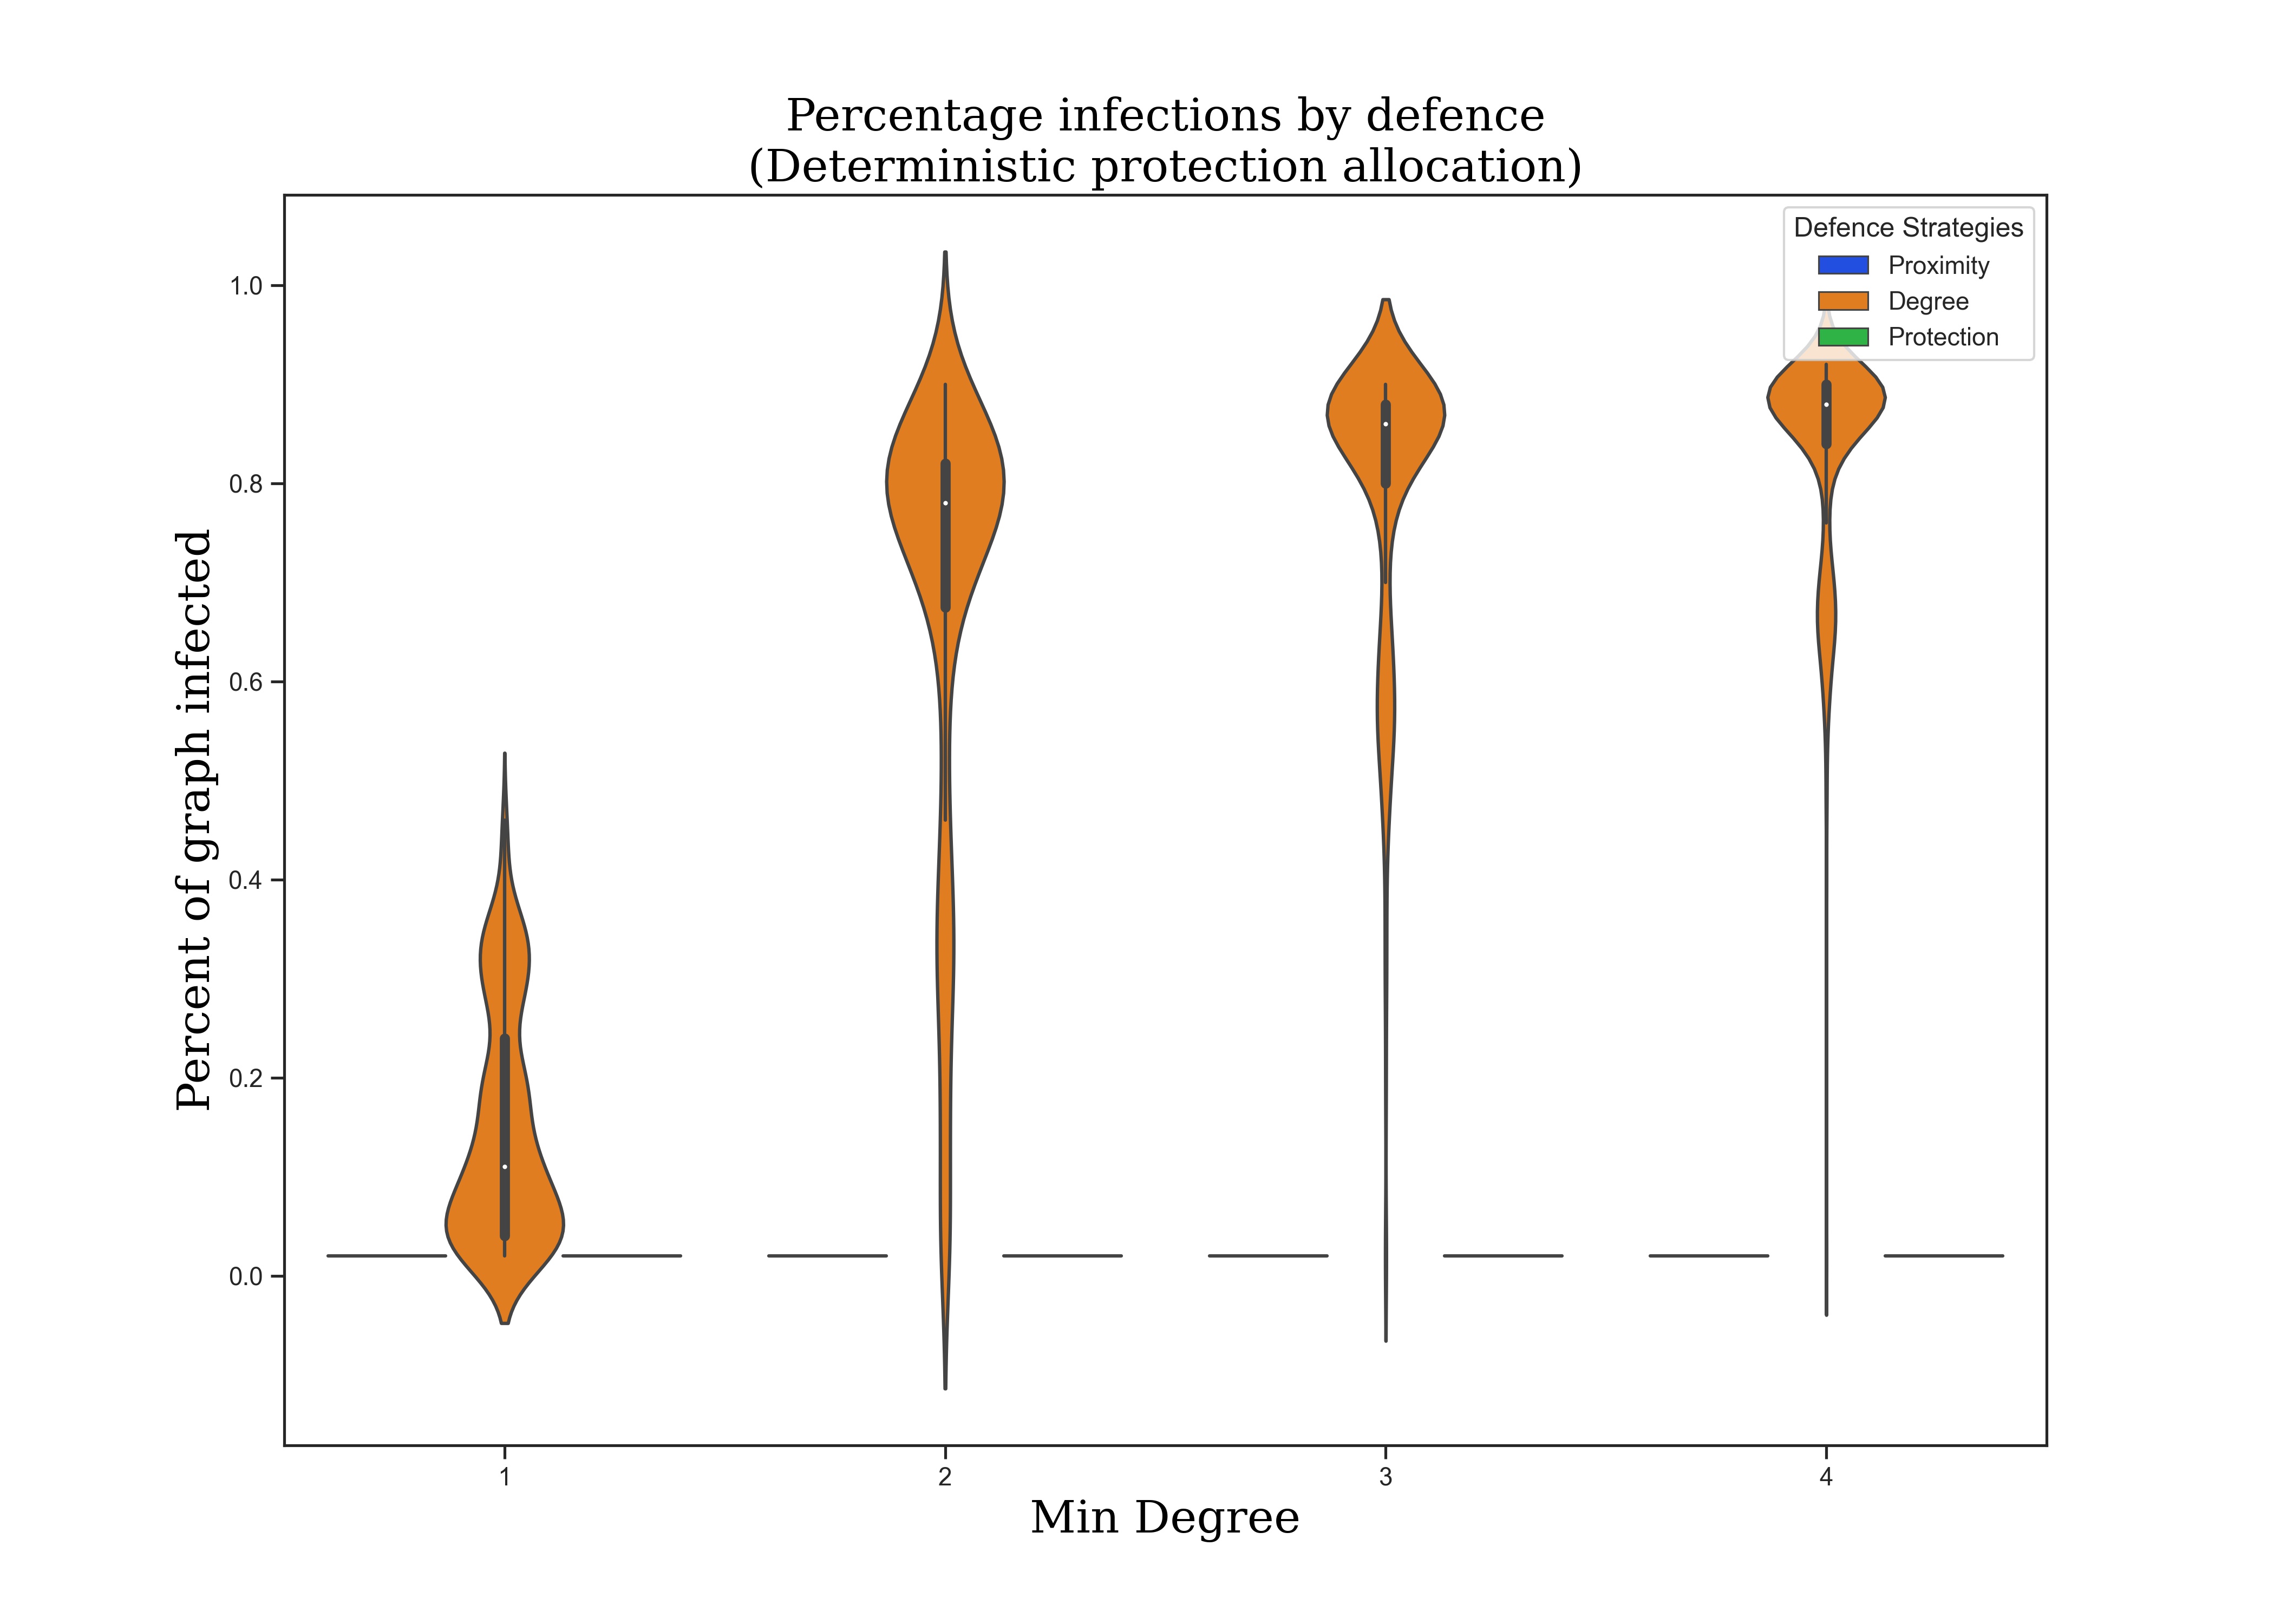 Percentage infections by defence
(Deterministic protection allocation)
Defence Strategies
Proximity
Degree
Protection
Percent of graph infected
1.0
0.8
0.6
0.4
0.2
0.0
1
2
3
4
Min Degree